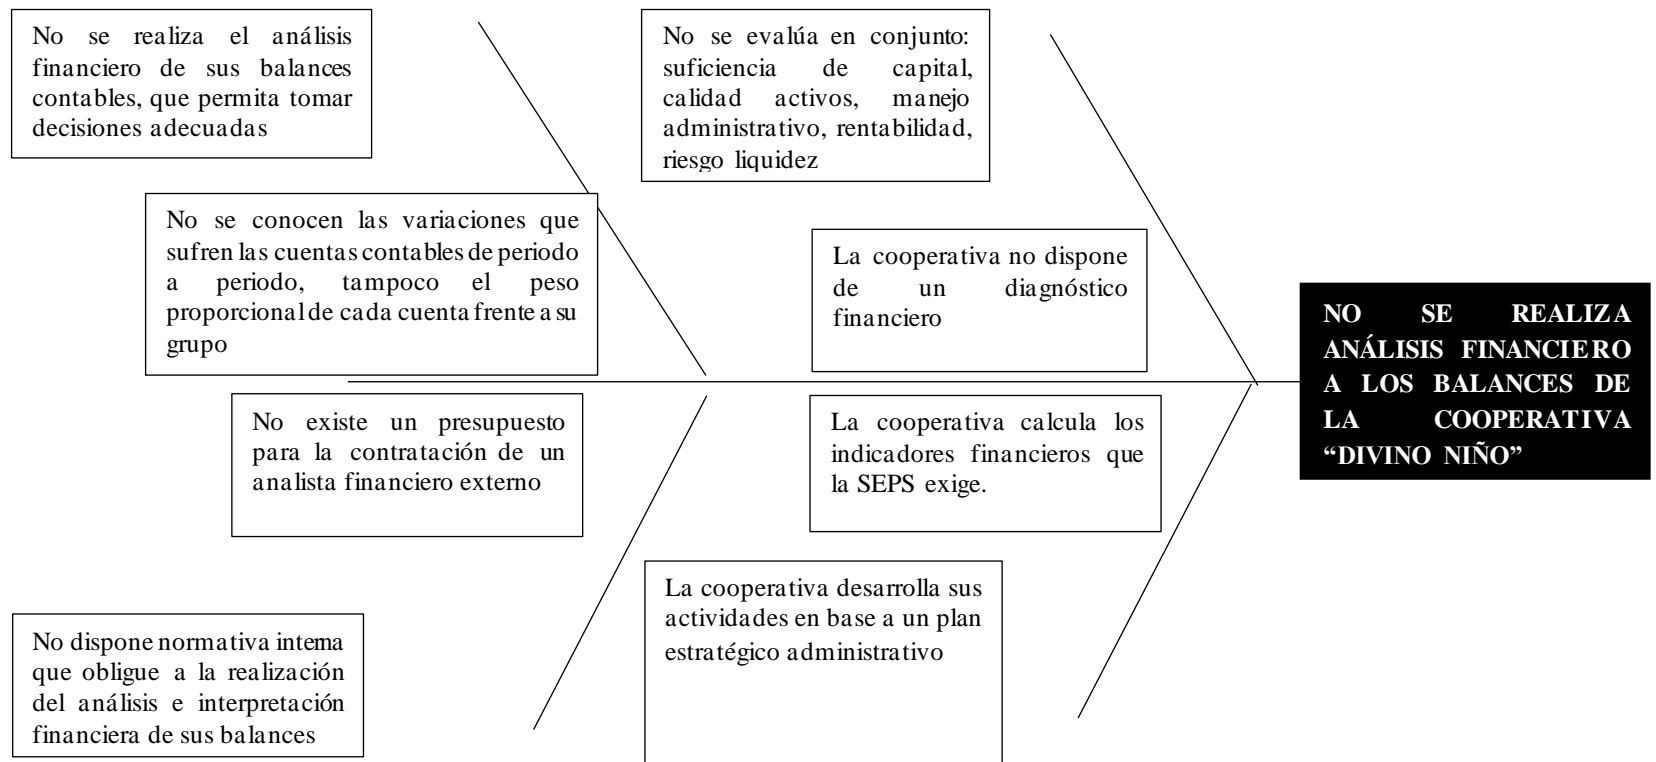 No se realiza el análisis
financiero de sus balances
contables, que permita tomar
decisiones adecuadas
No se evalúa en conjunto:
suficiencia de capital,
calidad activos, manejo
administrativo, rentabilidad,
riesgo liquidez
No se conocen las variaciones que
sufren las cuentas contables de periodo
a periodo, tampoco el peso
proporcional de cada cuenta frente a su
grupo
La cooperativa no dispone
de un diagnóstico
financiero
NO SE REALIZA
ANÁLISIS FINANCIERO
A LOS BALANCES DE
LA COOPERATIVA
“DIVINO NIÑO”
No existe un presupuesto
para la contratación de un
analista financiero externo
La cooperativa calcula los
indicadores financieros que
la SEPS exige.
La cooperativa desarrolla sus
actividades en base a un plan
estratégico administrativo
No dispone normativa interna
que obligue a la realización
del análisis e interpretación
financiera de sus balances